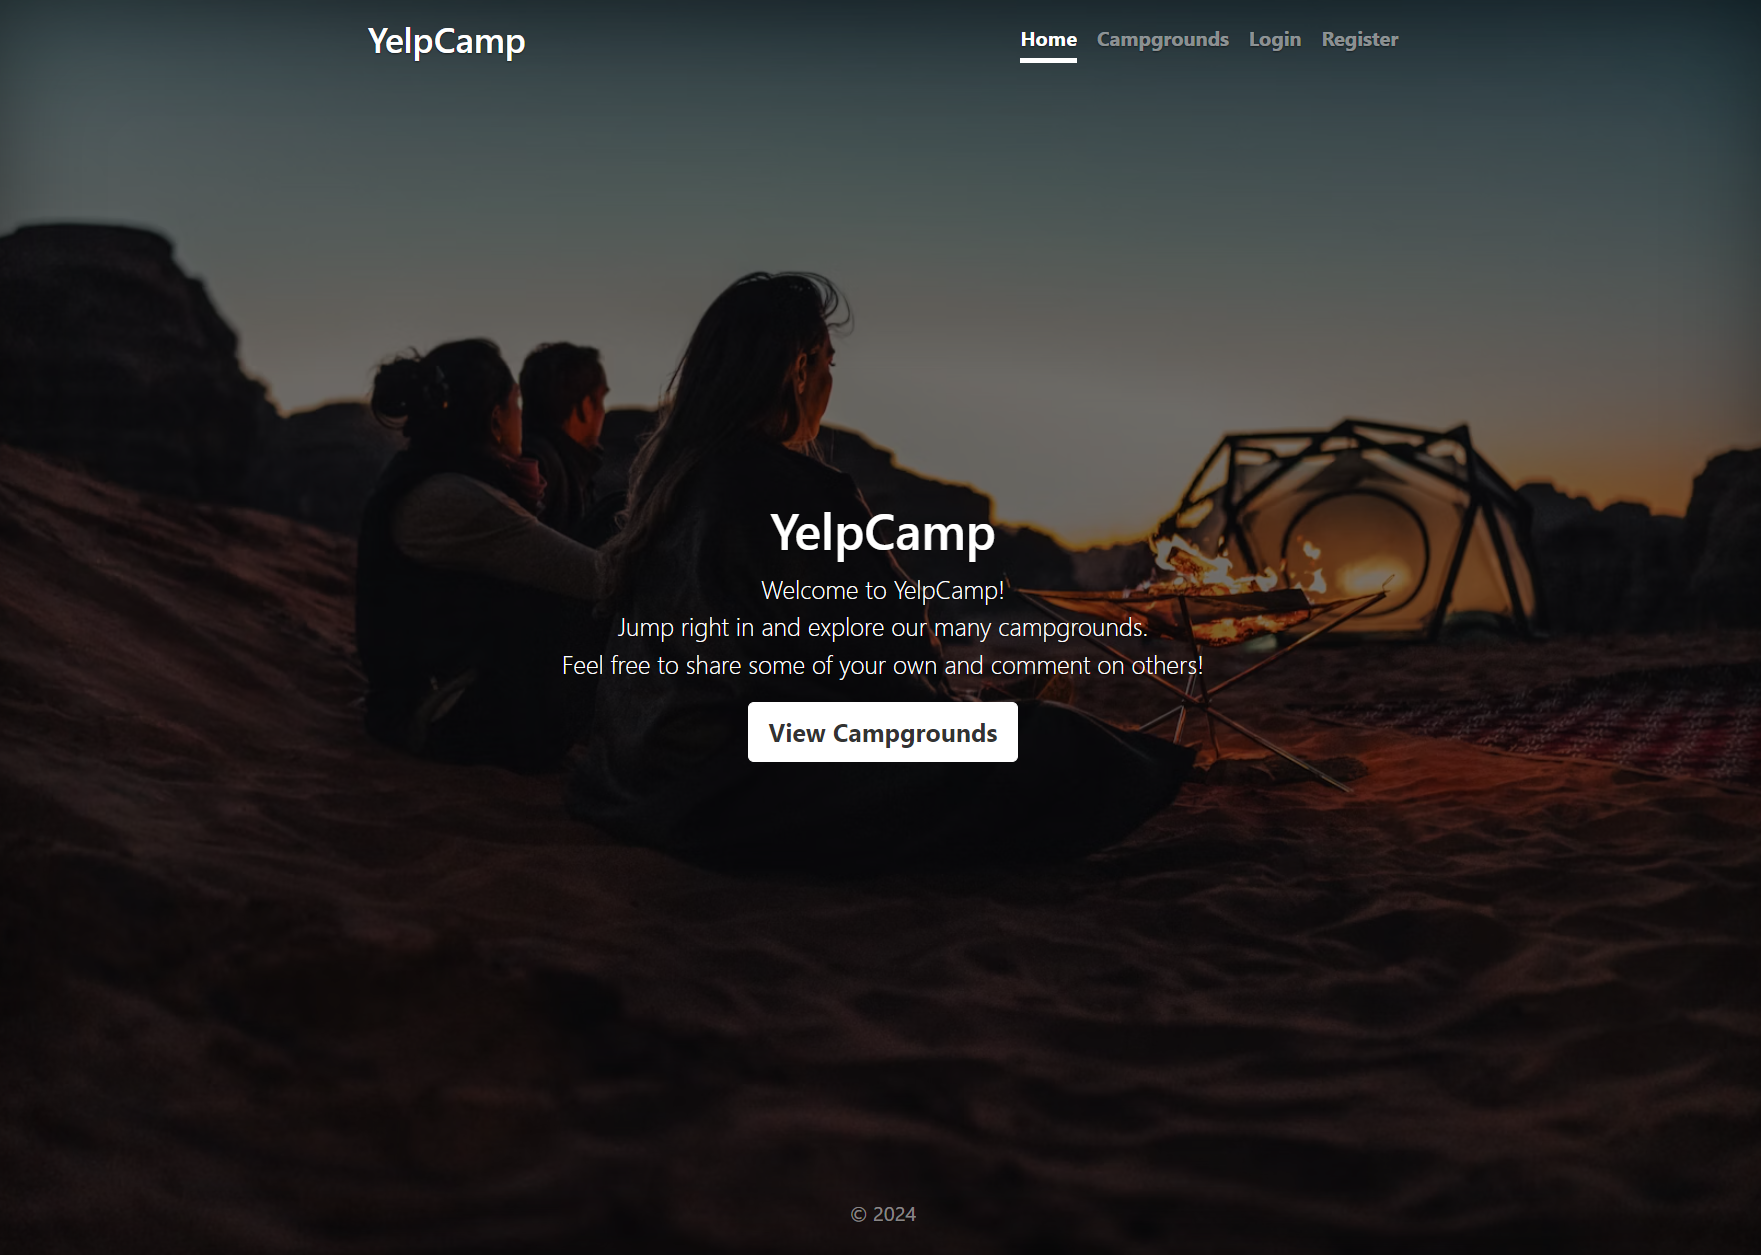 YelpCamp
Home Campgrounds Login Register
YelpCamp
Welcome to YelpCamp!
Jump right in and explore our many campgrounds.
Feel free to share some of your own and comment on others!
View Campgrounds
© 2024